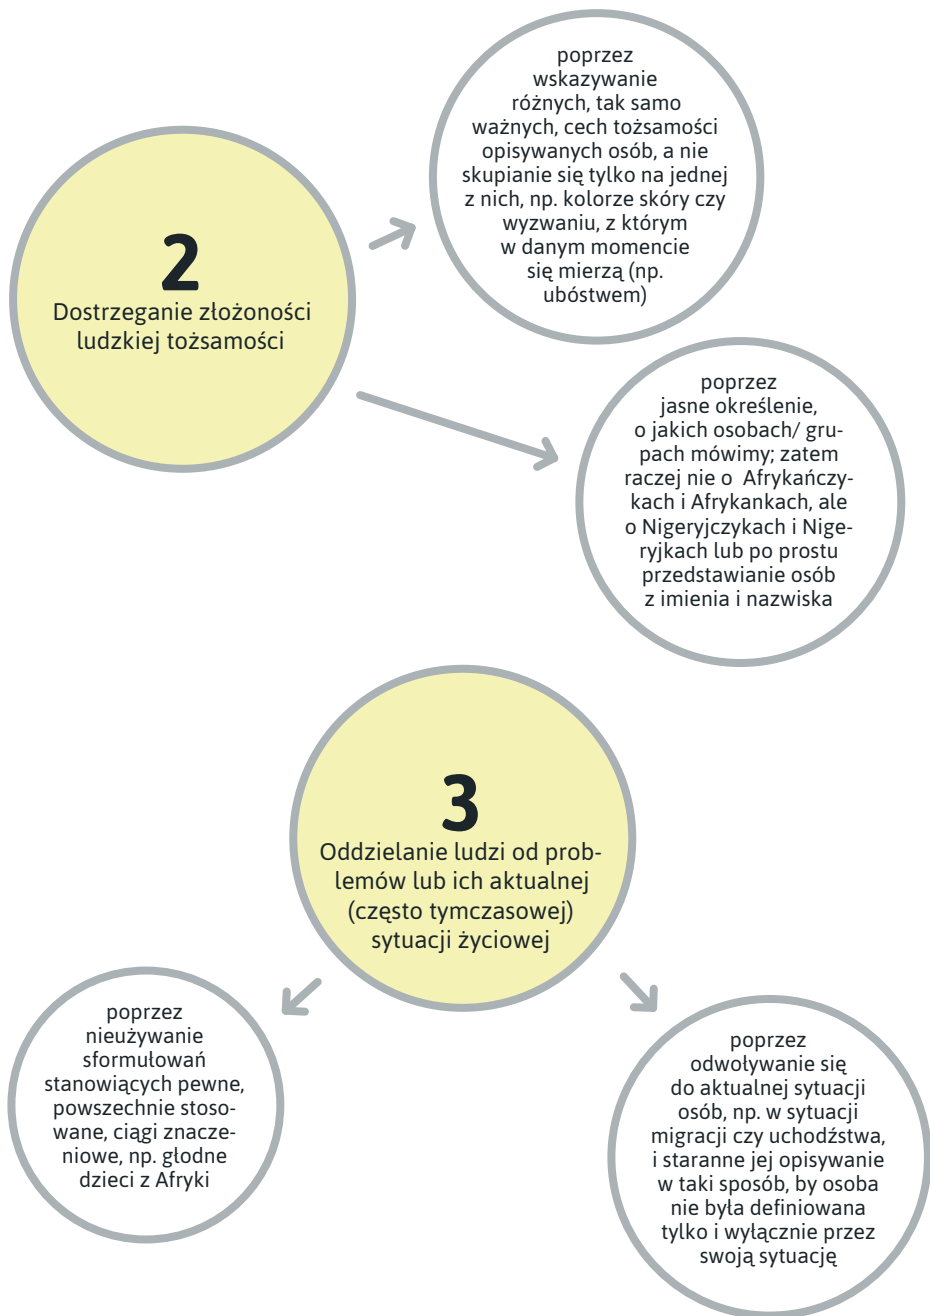 2
Dostrzeganie złożoności
ludzkiej tożsamości
poprzez
wskazywanie
różnych, tak samo
ważnych, cech tożsamości
opisywanych osób, a nie
skupianie się tylko na jednej
z nich, np. kolorze skóry czy
wyzwaniu, z którym
w danym momencie
się mierzą (np.
ubóstwem)
poprzez
jasne określenie,
o jakich osobach/ gru-
pach mówimy; zatem
raczej nie o Afrykańczy-
kach i Afrykankach, ale
o Nigeryjczykach i Nige-
ryjkach lub po prostu
przedstawianie osób
z imienia i nazwiska
3
Oddzielanie ludzi od prob-
lemów lub ich aktualnej
(często tymczasowej)
sytuacji życiowej
poprzez
nieużywanie
sformułowań
stanowiących pewne,
powszechnie stoso-
wane, ciągi znacze-
niowe, np. głodne
dzieci z Afryki
poprzez
odwoływanie się
do aktualnej sytuacji
osób, np. w sytuacji
migracji czy uchodźstwa,
i staranne jej opisywanie
w taki sposób, by osoba
nie była definiowana
tylko i wyłącznie przez
swoją sytuację